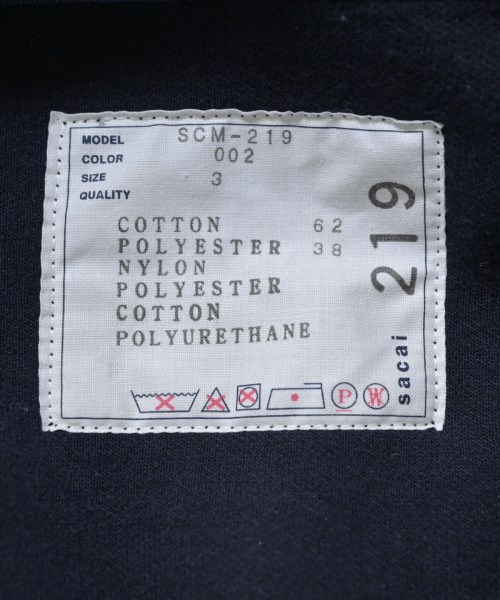 MODEL SCM-219
COLOR 002
SIZE 3
QUALITY
COTTON 62
POLYESTER 38
NYLON
POLYESTER
COTTON
POLYURETHANE
P W
219
sacai